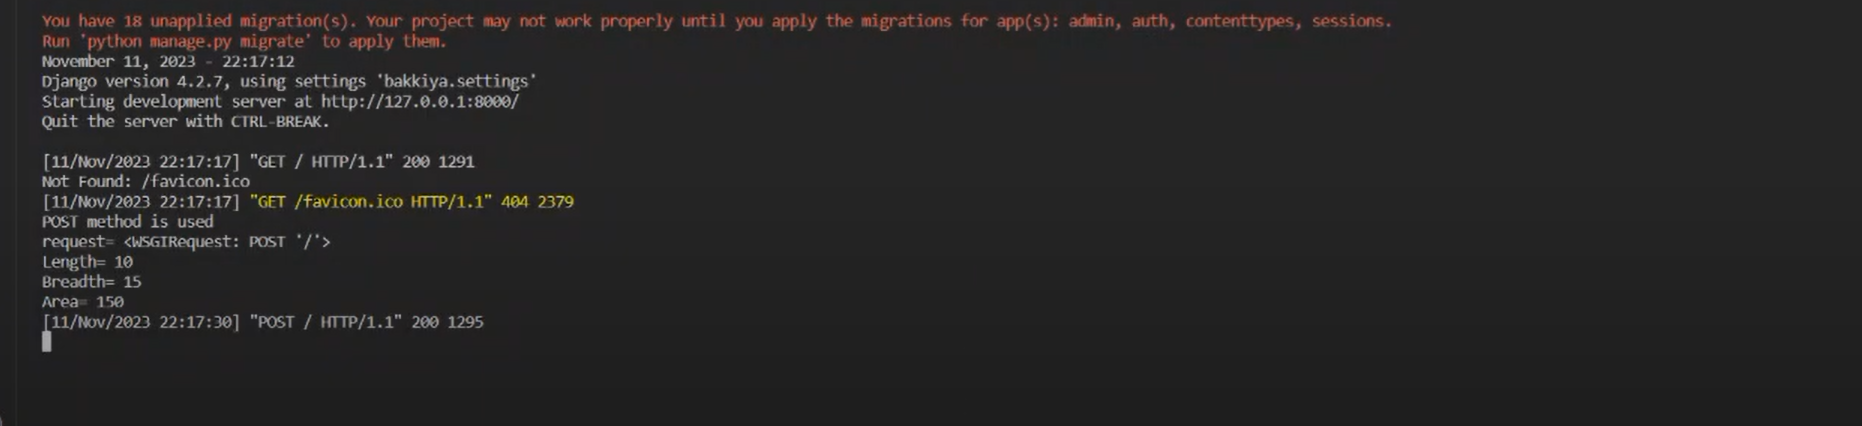 You have 18 unapplied migration(s). Your project may not work properly until you apply the migrations for app(s): admin, auth, contenttypes, sessions.
Run 'python manage.py migrate' to apply them.
November 11, 2023 - 22:17:12
Django version 4.2.7, using settings 'bakkiya.settings'
Starting development server at http://127.0.0.1:8000/
Quit the server with CTRL-BREAK.
[11/Nov/2023 22:17:17] "GET / HTTP/1.1" 200 1291
Not Found: /favicon.ico
[11/Nov/2023 22:17:17] "GET /favicon.ico HTTP/1.1" 404 2379
POST method is used
request= <WSGIRequest: POST '/'>
Length= 10
Breadth= 15
Area= 150
[11/Nov/2023 22:17:30] "POST / HTTP/1.1" 200 1295